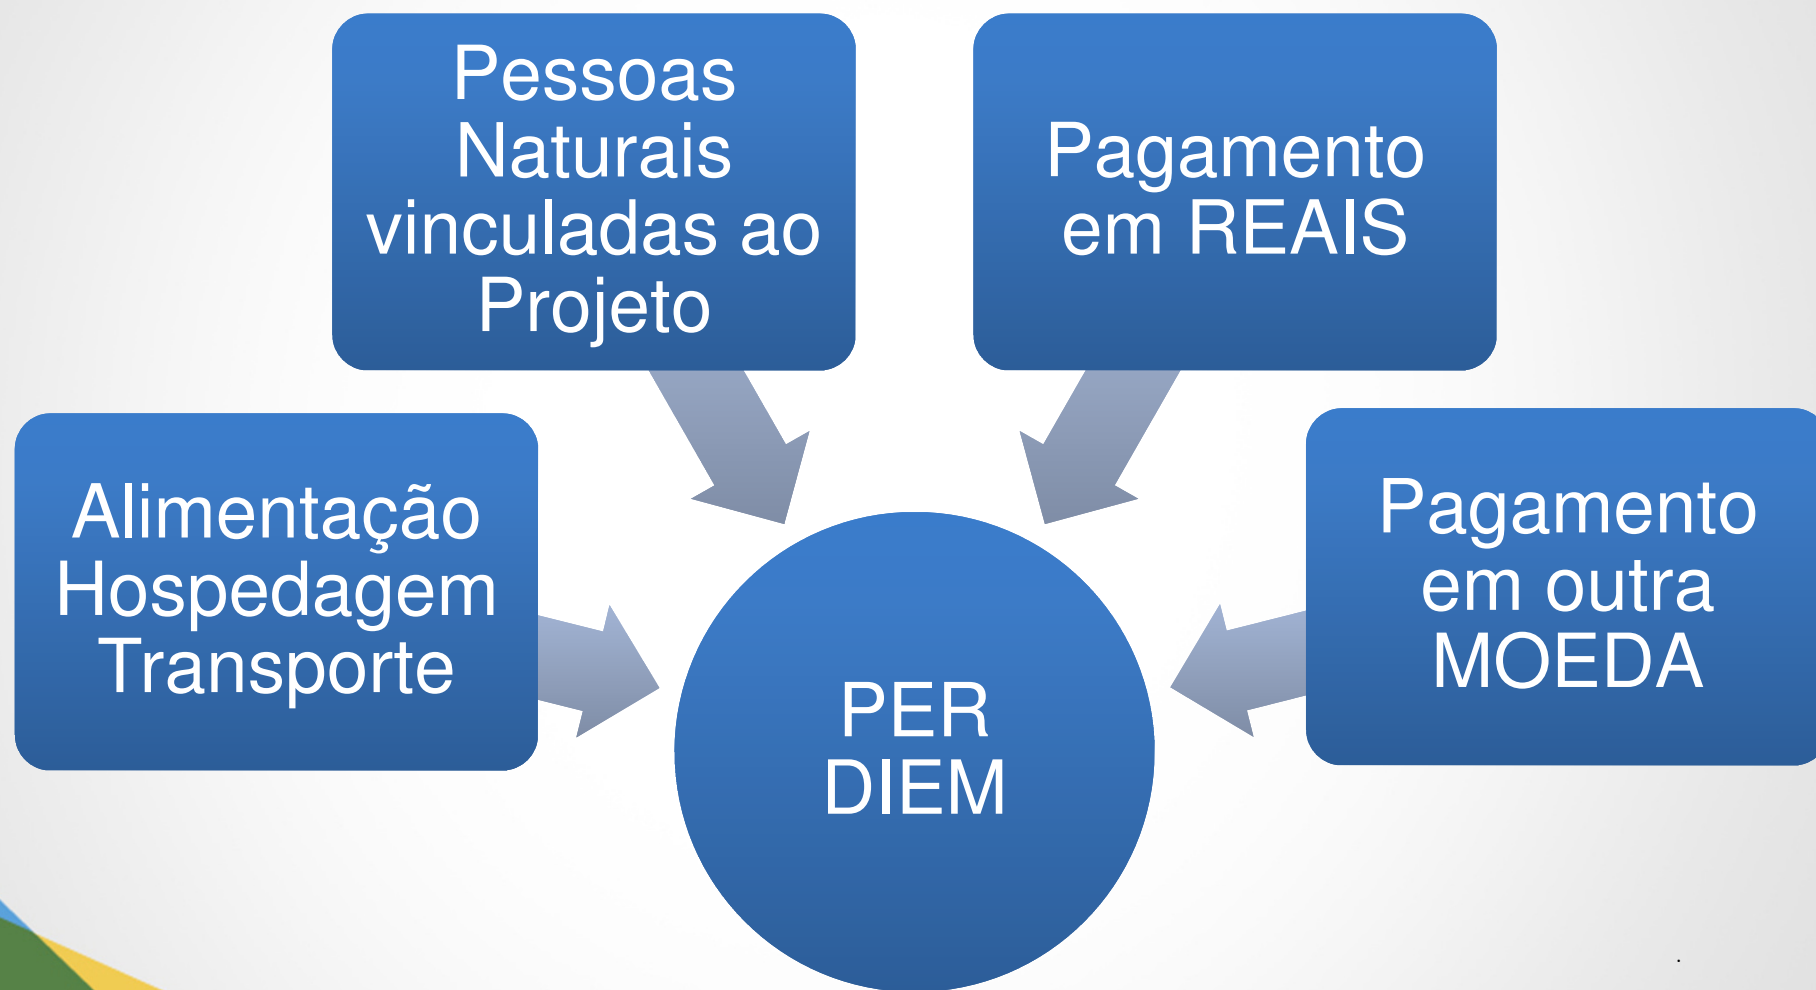 Pessoas
Naturais
vinculadas ao
Projeto
Pagamento
em REAIS
Alimentação
Hospedagem
Transporte
Pagamento
em outra
MOEDA
PER
DIEM
.